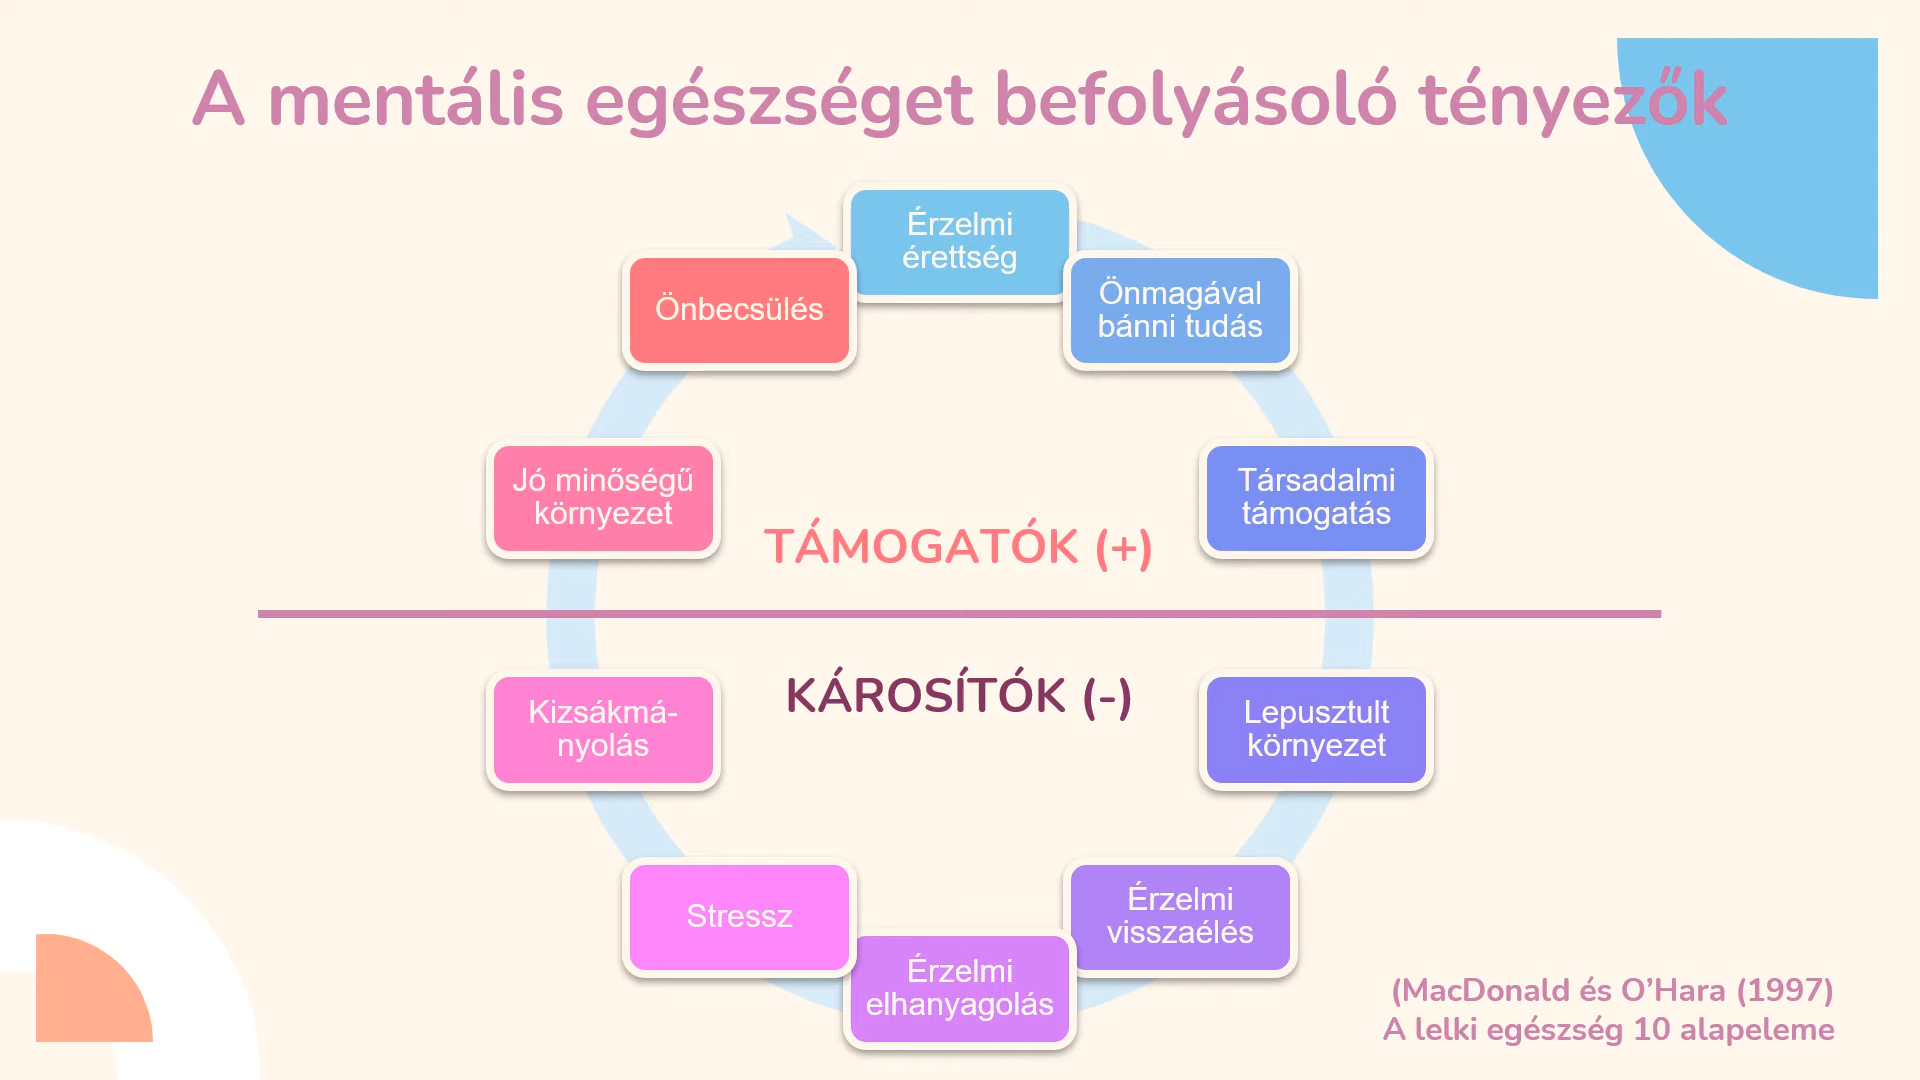 A mentális egészséget befolyásoló tényezők
Érzelmi
érettség
Önmagával
bánni tudás
Társadalmi
támogatás
Lepusztult
környezet
Érzelmi
visszaélés
Érzelmi
elhanyagolás
Stressz
Kizsákmá-
nyolás
Jó minőségű
környezet
Önbecsülés
TÁMOGATÓK (+)
KÁROSÍTÓK (-)
(MacDonald és O’Hara (1997)
A lelki egészség 10 alapeleme